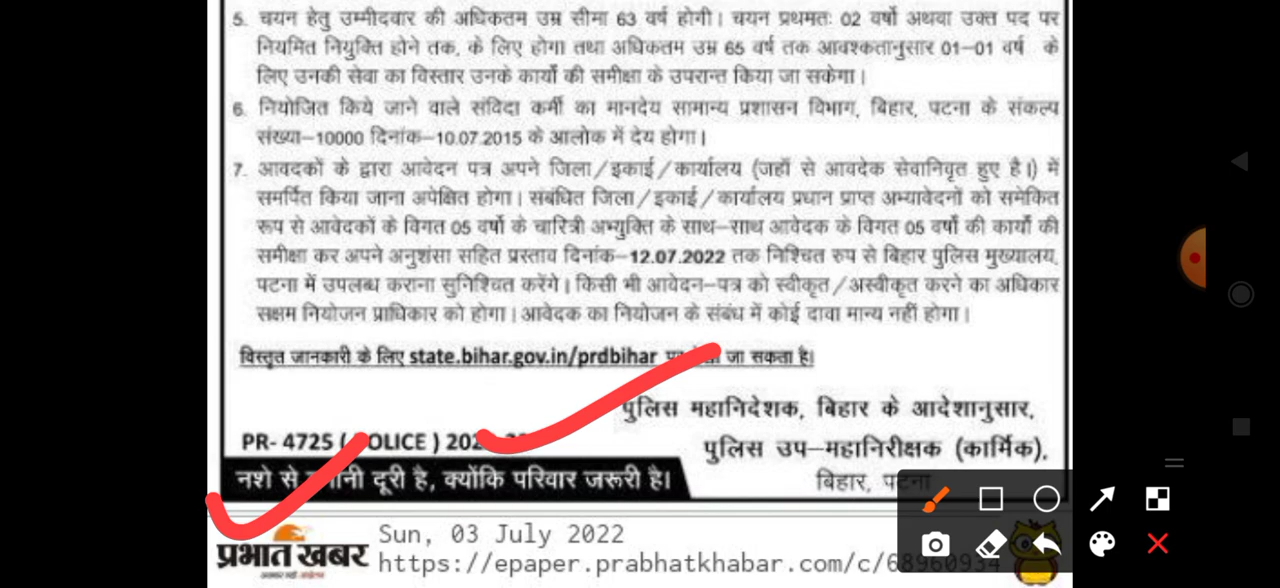 5. चयन हेतु उम्मीदवार की अधिकतम उम्र सीमा 63 वर्ष होगी। चयन प्रथमतः 02 वर्षो अथवा उक्त पद पर
नियमित नियुक्ति होने तक, के लिए होगा तथा अधिकतम उम्र 65 वर्ष तक आवश्कतानुसार 01–01 वर्ष के
लिए उनकी सेवा का विस्तार उनके कार्यो की समीक्षा के उपरान्त किया जा सकेगा।
6. नियोजित किये जाने वाले संविदा कर्मी का मानदेय सामान्य प्रशासन विभाग, बिहार, पटना के संकल्प
संख्या–10000 दिनांक–10.07.2015 के आलोक में देय होगा।
7. आवदकों के द्वारा आवेदन पत्र अपने जिला/इकाई/कार्यालय (जहाँ से आवदेक सेवानिवृत हुए है।) में
समर्पित किया जाना अपेक्षित होगा। संबधित जिला/इकाई/कार्यालय प्रधान प्राप्त अभ्यावेदनों को समेकित
रूप से आवेदकों के विगत 05 वर्षो के चारित्री अभ्युक्ति के साथ–साथ आवेदक के विगत 05 वर्षो की कार्यो की
समीक्षा कर अपने अनुशंसा सहित प्रस्ताव दिनांक–12.07.2022 तक निश्चित रुप से बिहार पुलिस मुख्यालय,
पटना में उपलब्ध कराना सुनिश्चित करेंगे। किसी भी आवेदन–पत्र को स्वीकृत/अस्वीकृत करने का अधिकार
सक्षम नियोजन प्राधिकार को होगा। आवेदक का नियोजन के संबंध में कोई दावा मान्य नहीं होगा।
विस्तृत जानकारी के लिए state.bihar.gov.in/prdbihar जा सकता है।
पुलिस महानिदेशक, बिहार के आदेशानुसार,
PR- 4725 ( POLICE )
पुलिस उप–महानिरीक्षक (कार्मिक),
नशे से दूरी है, क्योंकि परिवार जरूरी है।
बिहार, पटना
प्रभात खबर
Sun, 03 July 2022
https://epaper.prabhatkhabar.com/c/68960934